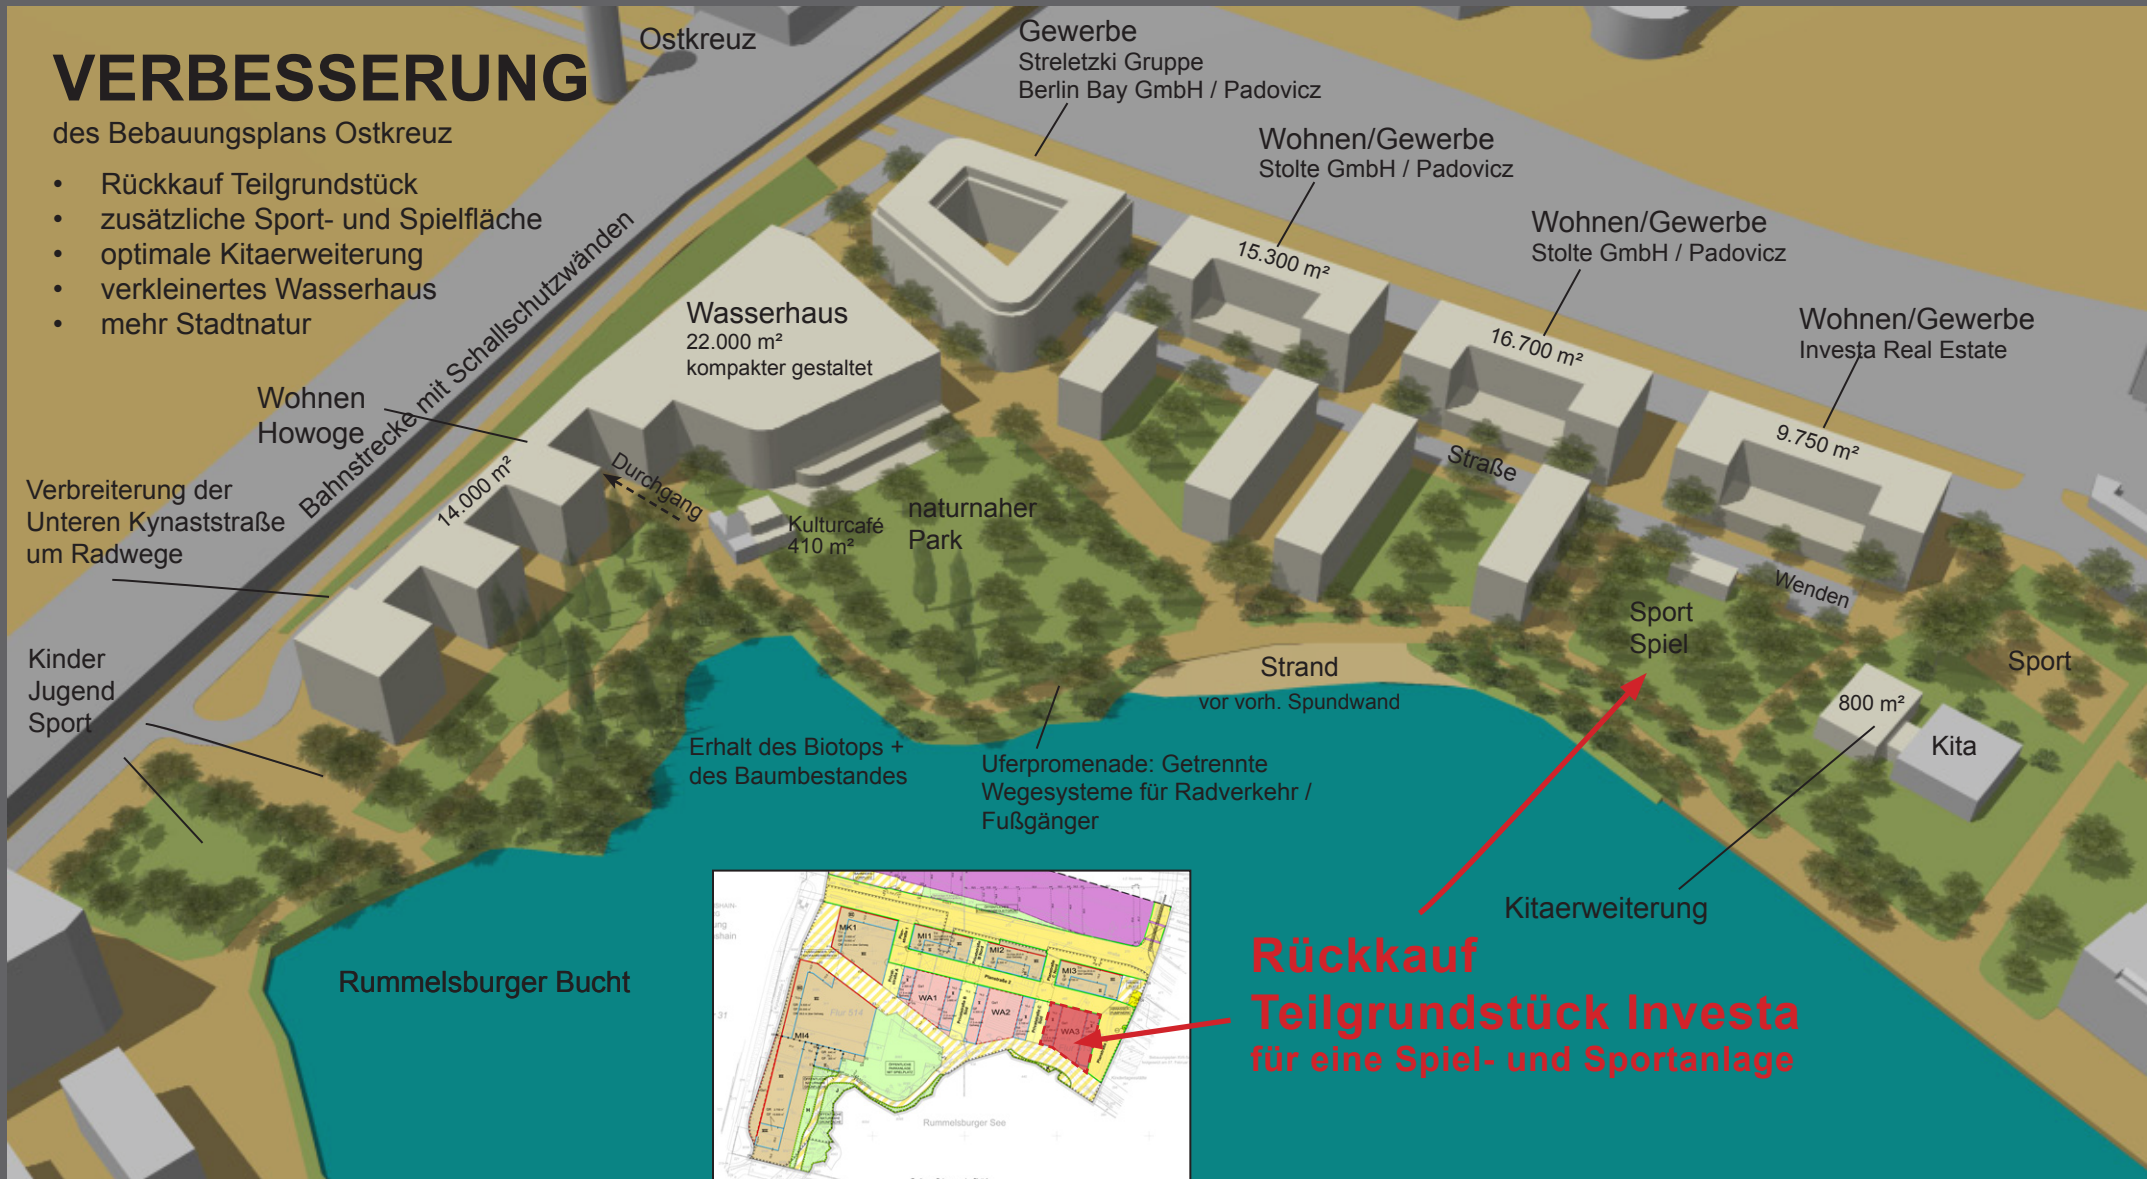 VERBESSERUNG
des Bebauungsplans Ostkreuz
• Rückkauf Teilgrundstück
• zusätzliche Sport- und Spielfläche
• optimale Kitaerweiterung
• verkleinertes Wasserhaus
• mehr Stadtnatur
Ostkreuz
Gewerbe
Streletzki Gruppe
Berlin Bay GmbH / Padovicz
Wohnen/Gewerbe
Stolte GmbH / Padovicz
15.300 m²
Wohnen/Gewerbe
Stolte GmbH / Padovicz
16.700 m²
Wohnen/Gewerbe
Investa Real Estate
9.750 m²
Bahnstrecke mit Schallschutzwänden
Wasserhaus
22.000 m²
kompakter gestaltet
Wohnen
Howoge
14.000 m²
Durchgang
Kulturcafé
410 m²
naturnaher
Park
Straße
Wenden
Verbreiterung der
Unteren Kynaststraße
um Radwege
Kinder
Jugend
Sport
Sport
Spiel
Sport
Strand
vor vorh. Spundwand
800 m²
Kita
Erhalt des Biotops +
des Baumbestandes
Uferpromenade: Getrennte
Wegesysteme für Radverkehr /
Fußgänger
Kitaerweiterung
Rummelsburger Bucht
Rückkauf
Teilgrundstück Investa
für eine Spiel- und Sportanlage
MK1
MI1
MI2
MI3
Planstraße 2
WA1
WA2
WA3
Flur 514
MI4
Rummelsburger See